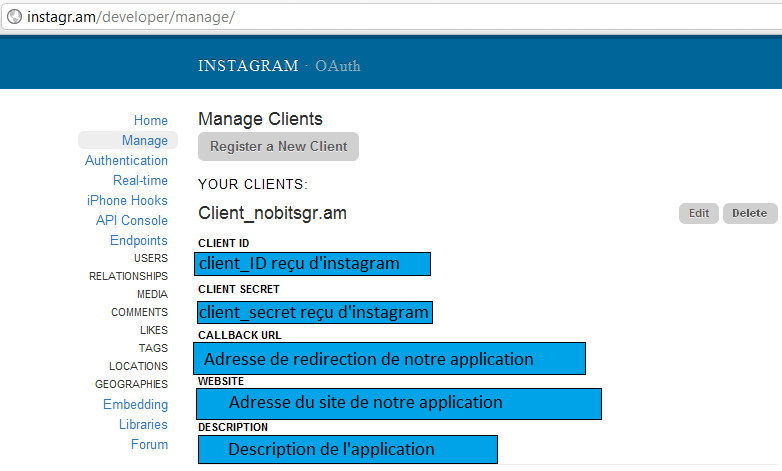 instagr.am/developer/manage/
INSTAGRAM · OAuth
Home
Manage
Authentication
Real-time
iPhone Hooks
API Console
Endpoints
USERS
RELATIONSHIPS
MEDIA
COMMENTS
LIKES
TAGS
LOCATIONS
GEOGRAPHIES
Embedding
Libraries
Forum
Manage Clients
Register a New Client
YOUR CLIENTS:
Client_nobitsgr.am
Edit
Delete
CLIENT ID
client_ID reçu d'instagram
CLIENT SECRET
client_secret reçu d'instagram
CALLBACK URL
Adresse de redirection de notre application
WEBSITE
Adresse du site de notre application
DESCRIPTION
Description de l'application